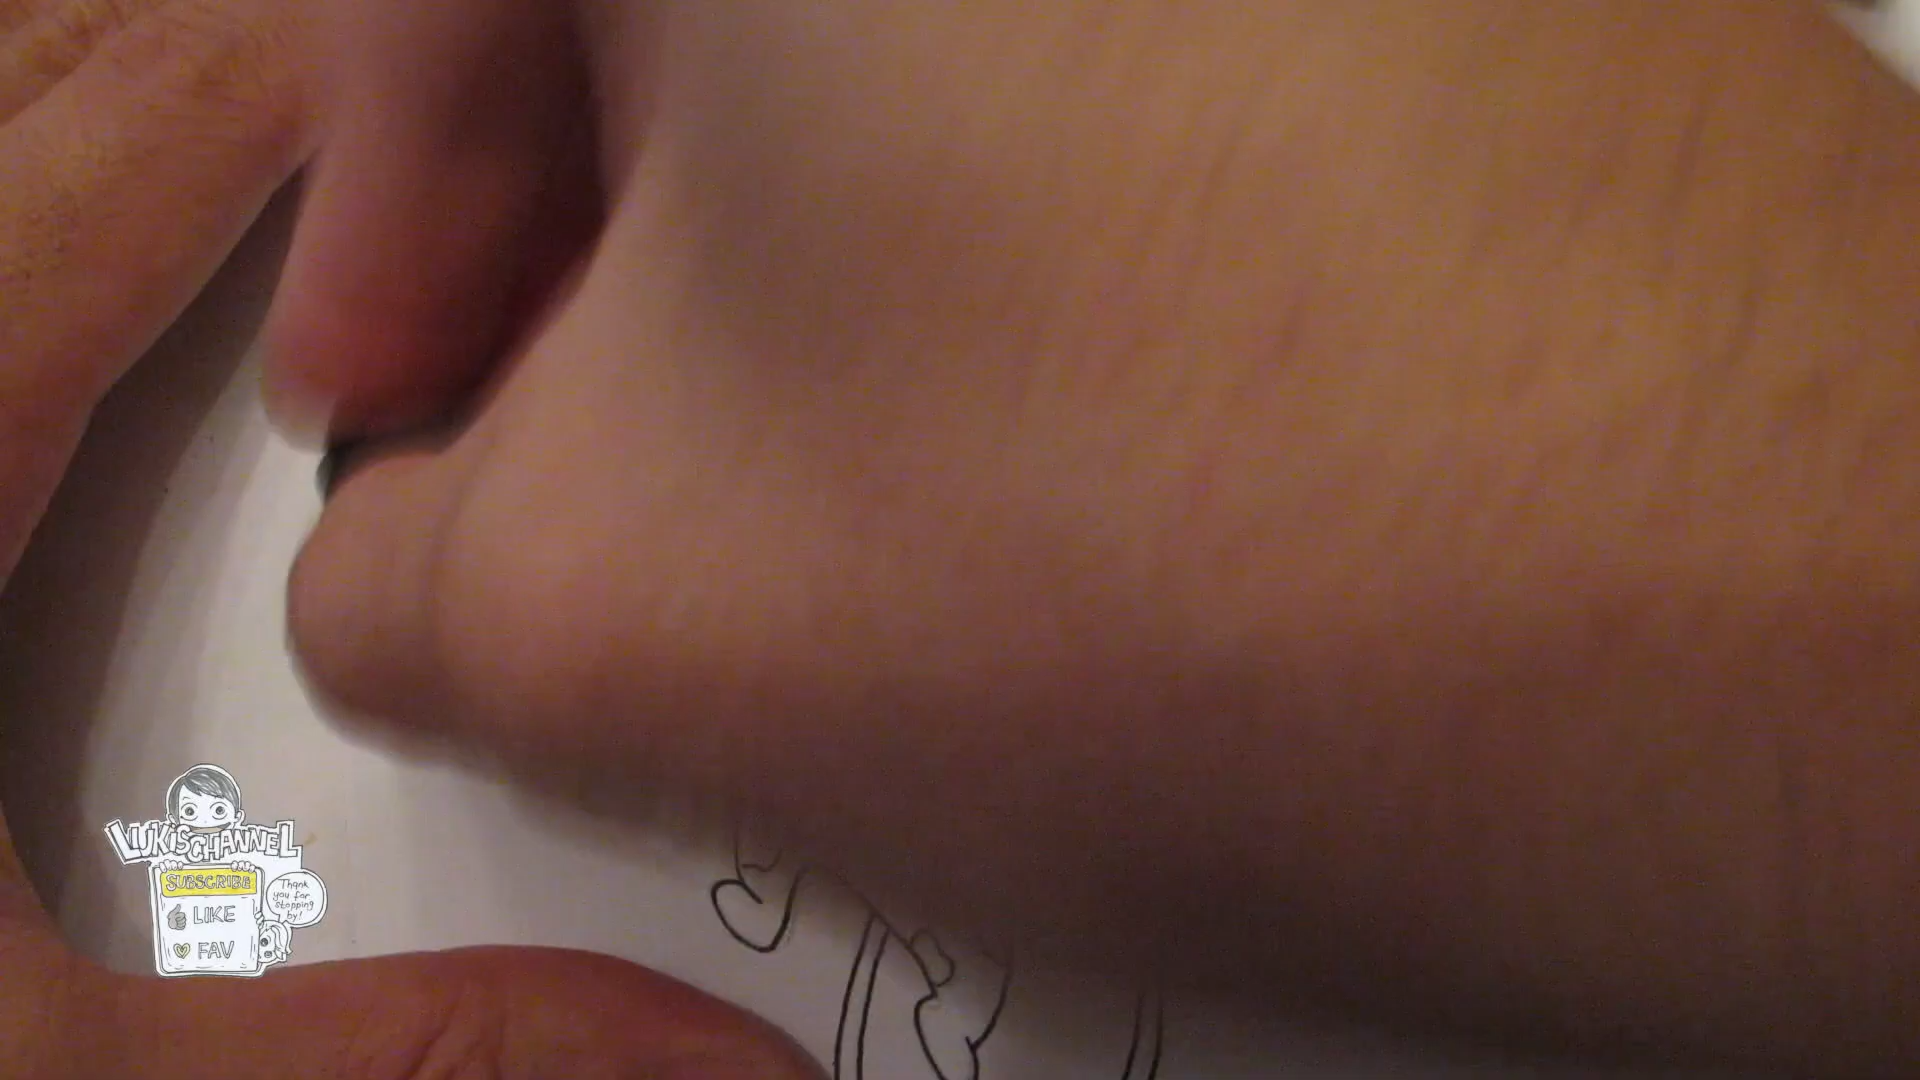 LUKISCHANNEL
SUBSCRIBE
LIKE
FAV
Thank
you for
stopping
by!